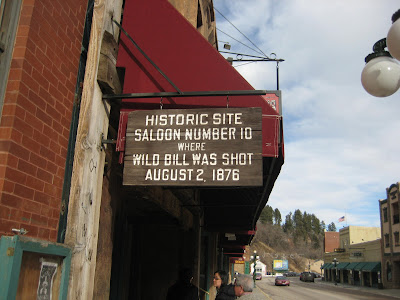 HISTORIC SITE
SALOON NUMBER 10
WHERE
WILD BILL WAS SHOT
AUGUST 2, 1876